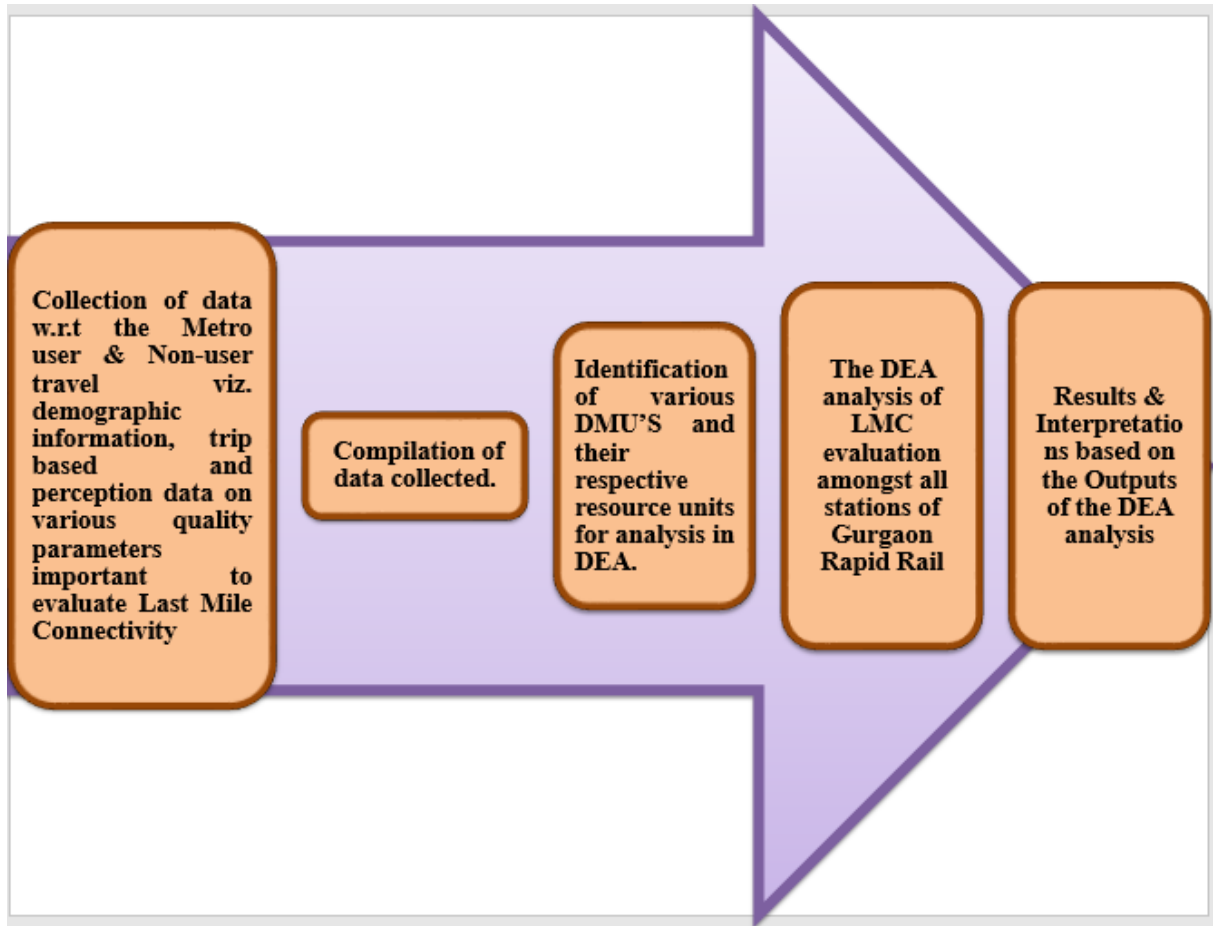 Collection of data
w.r.t the Metro
user & Non-user
travel viz.
demographic
information, trip
based and
perception data on
various quality
parameters
important to
evaluate Last Mile
Connectivity
Compilation of
data collected.
Identification
of various
DMU’S and
their
respective
resource units
for analysis in
DEA.
The DEA
analysis of
LMC
evaluation
amongst all
stations of
Gurgaon
Rapid Rail
Results &
Interpretatio
ns based on
the Outputs
of the DEA
analysis